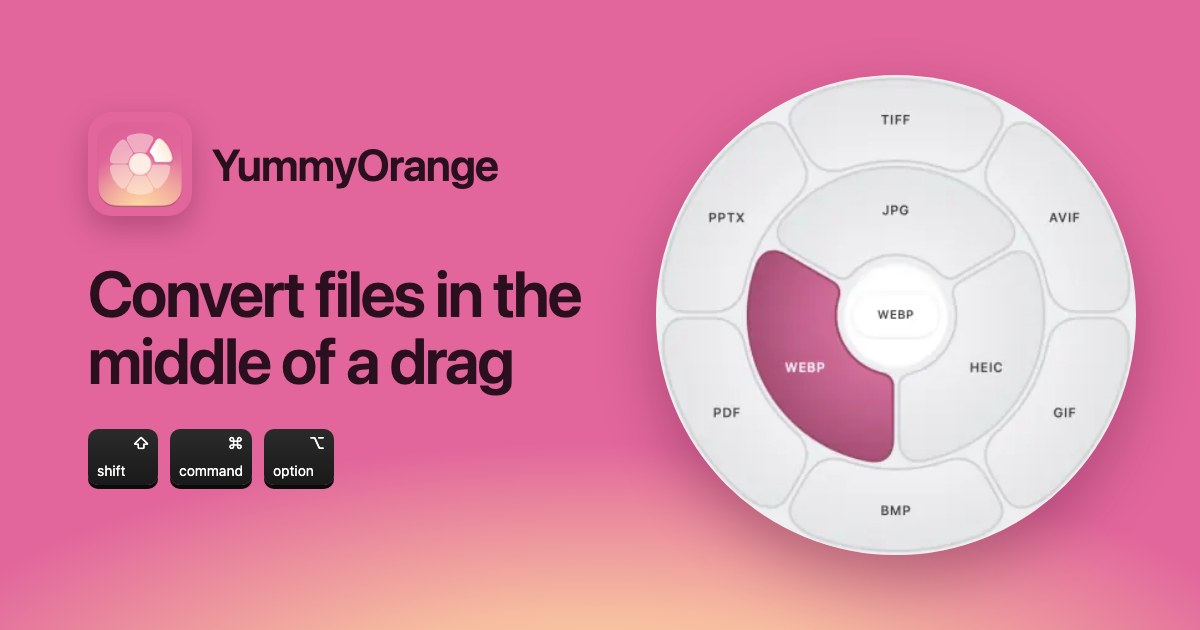 YummyOrange
Convert files in the
middle of a drag
⇧
shift
⌘
command
⌥
option
TIFF
PPTX
AVIF
JPG
WEBP
WEBP
HEIC
PDF
GIF
BMP